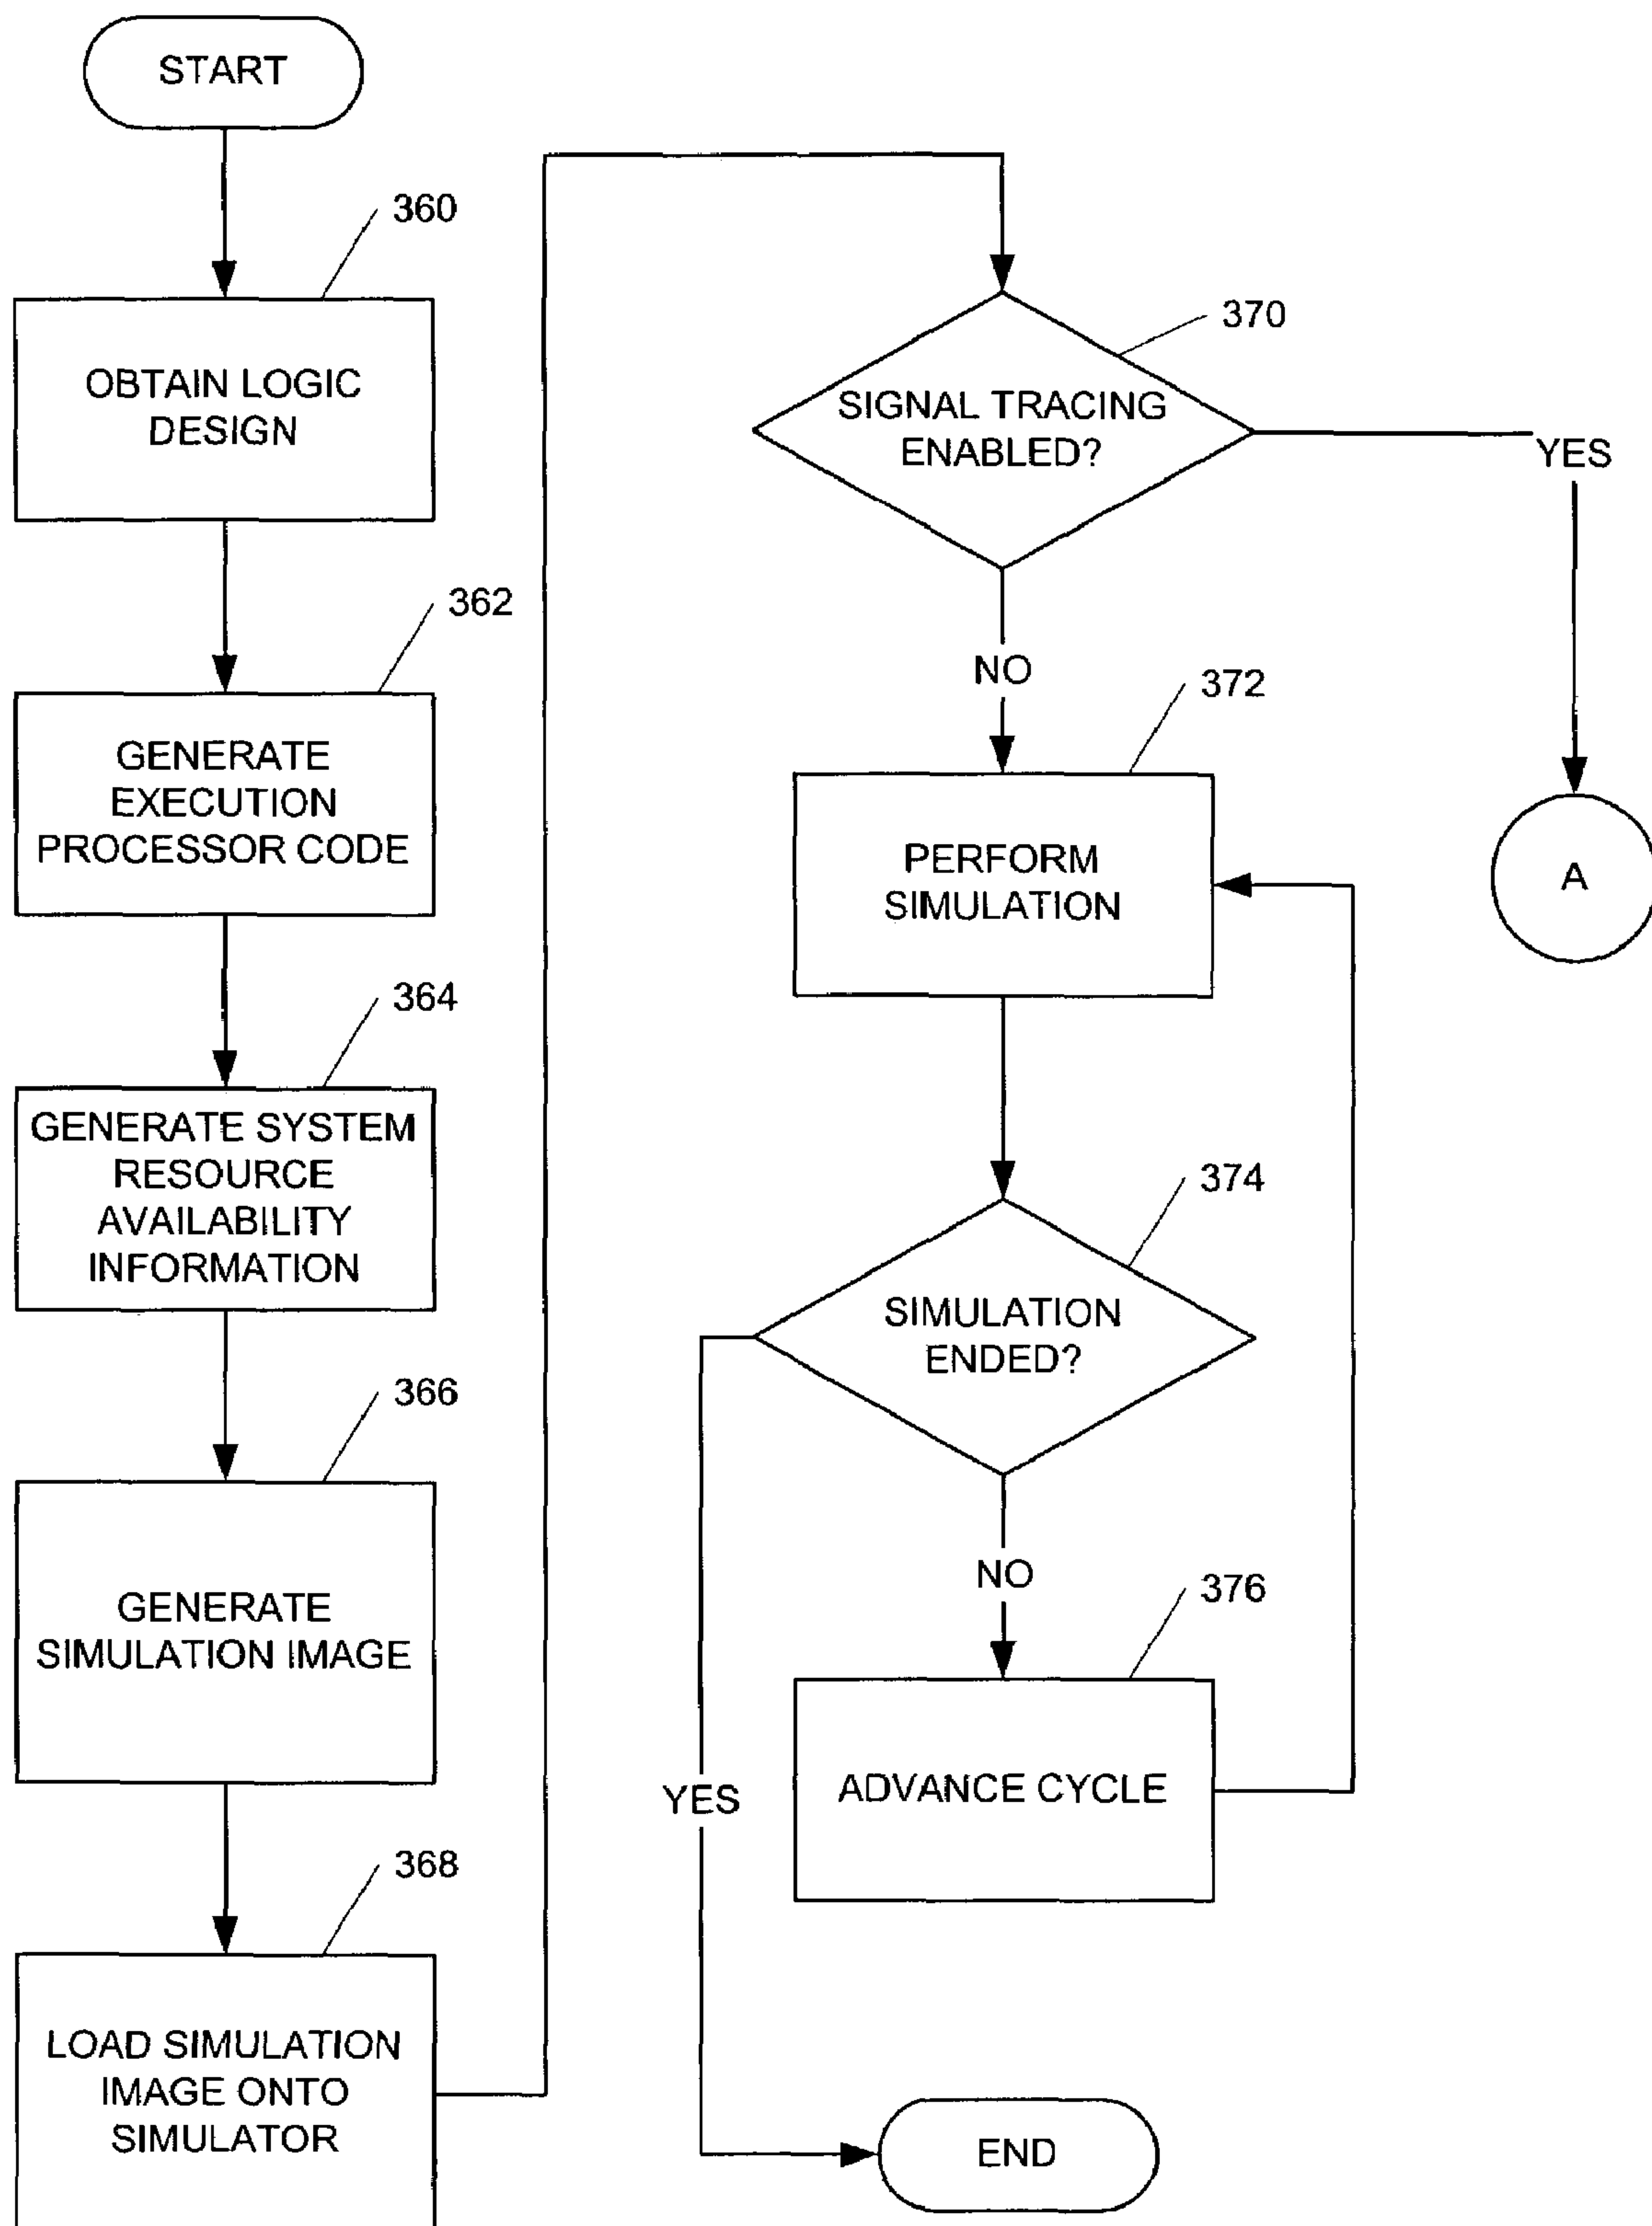 START
360
OBTAIN LOGIC
DESIGN
362
GENERATE
EXECUTION
PROCESSOR CODE
364
GENERATE SYSTEM
RESOURCE
AVAILABILITY
INFORMATION
366
GENERATE
SIMULATION IMAGE
368
LOAD SIMULATION
IMAGE ONTO
SIMULATOR
370
SIGNAL TRACING
ENABLED?
YES
A
NO
372
PERFORM
SIMULATION
374
SIMULATION
ENDED?
NO
376
ADVANCE CYCLE
YES
END